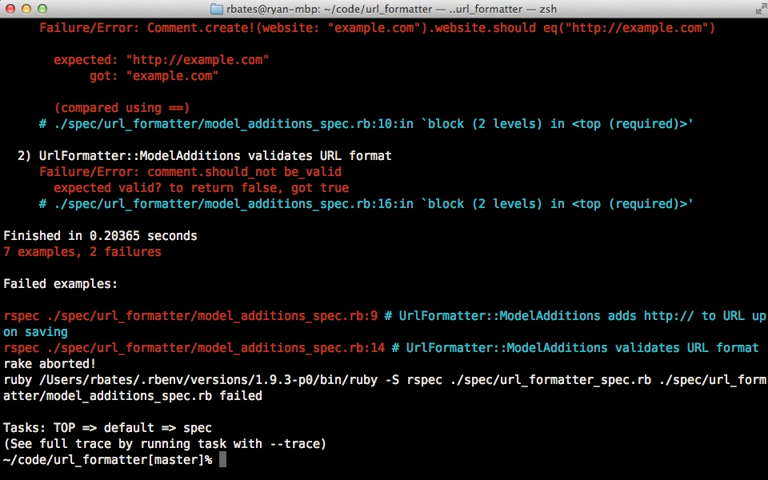 rbates@ryan-mbp: ~/code/url_formatter — ..url_formatter — zsh
Failure/Error: Comment.create!(website: "example.com").website.should eq("http://example.com")
expected: "http://example.com"
got: "example.com"
(compared using ==)
# ./spec/url_formatter/model_additions_spec.rb:10:in `block (2 levels) in <top (required)>'
2) UrlFormatter::ModelAdditions validates URL format
Failure/Error: comment.should_not be_valid
expected valid? to return false, got true
# ./spec/url_formatter/model_additions_spec.rb:16:in `block (2 levels) in <top (required)>'
Finished in 0.20365 seconds
7 examples, 2 failures
Failed examples:
rspec ./spec/url_formatter/model_additions_spec.rb:9 # UrlFormatter::ModelAdditions adds http:// to URL up
on saving
rspec ./spec/url_formatter/model_additions_spec.rb:14 # UrlFormatter::ModelAdditions validates URL format
rake aborted!
ruby /Users/rbates/.rbenv/versions/1.9.3-p0/bin/ruby -S rspec ./spec/url_formatter_spec.rb ./spec/url_form
atter/model_additions_spec.rb failed
Tasks: TOP => default => spec
(See full trace by running task with --trace)
~/code/url_formatter[master]%